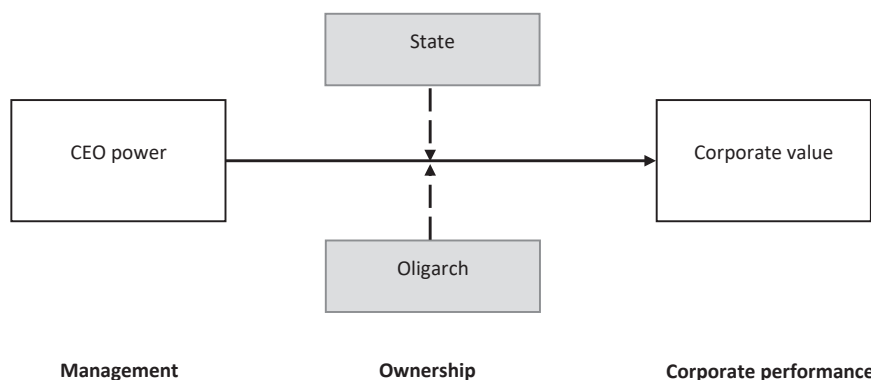 State
CEO power
Corporate value
Oligarch
Management Ownership Corporate performance